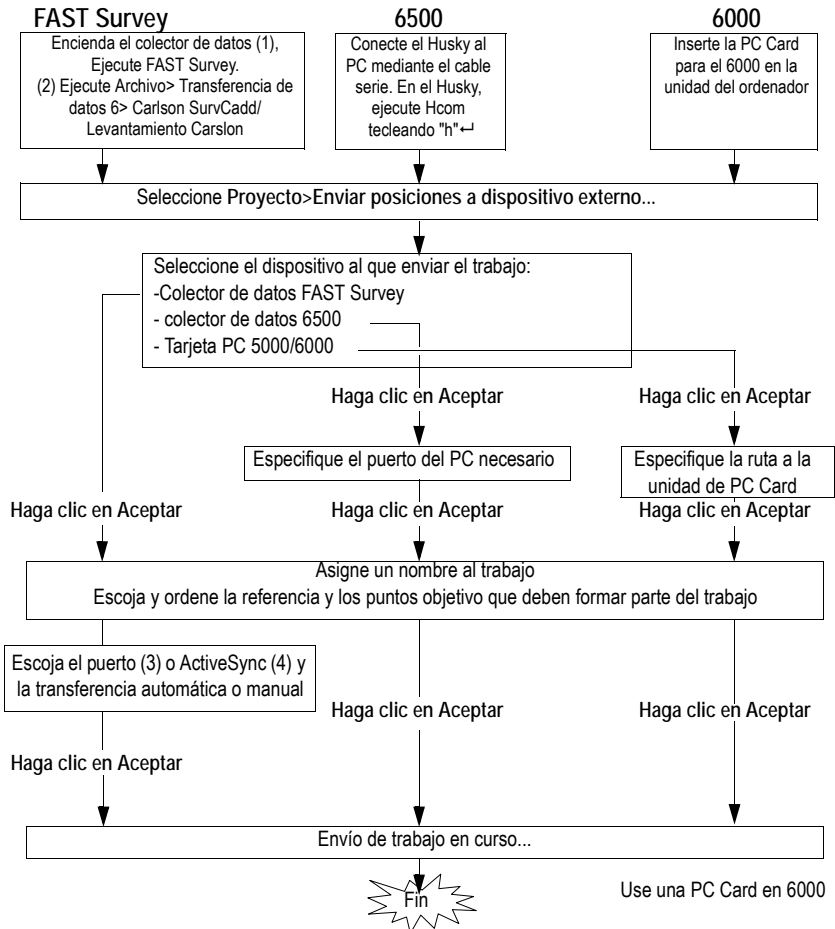 FAST Survey
6500
6000
Encienda el colector de datos (1),
Ejecute FAST Survey.
(2) Ejecute Archivo> Transferencia de
datos 6> Carlson SurvCadd/
Levantamiento Carslon
Conecte el Husky al
PC mediante el cable
serie. En el Husky,
ejecute Hcom
tecleando "h"↵
Inserte la PC Card
para el 6000 en la
unidad del ordenador
Seleccione Proyecto>Enviar posiciones a dispositivo externo...
Seleccione el dispositivo al que enviar el trabajo:
-Colector de datos FAST Survey
- colector de datos 6500
- Tarjeta PC 5000/6000
Haga clic en Aceptar
Haga clic en Aceptar
Especifique el puerto del PC necesario
Especifique la ruta a la
unidad de PC Card
Haga clic en Aceptar
Haga clic en Aceptar
Haga clic en Aceptar
Asigne un nombre al trabajo
Escoja y ordene la referencia y los puntos objetivo que deben formar parte del trabajo
Escoja el puerto (3) o ActiveSync (4) y
la transferencia automática o manual
Haga clic en Aceptar
Haga clic en Aceptar
Haga clic en Aceptar
Envío de trabajo en curso...
Fin
Use una PC Card en 6000